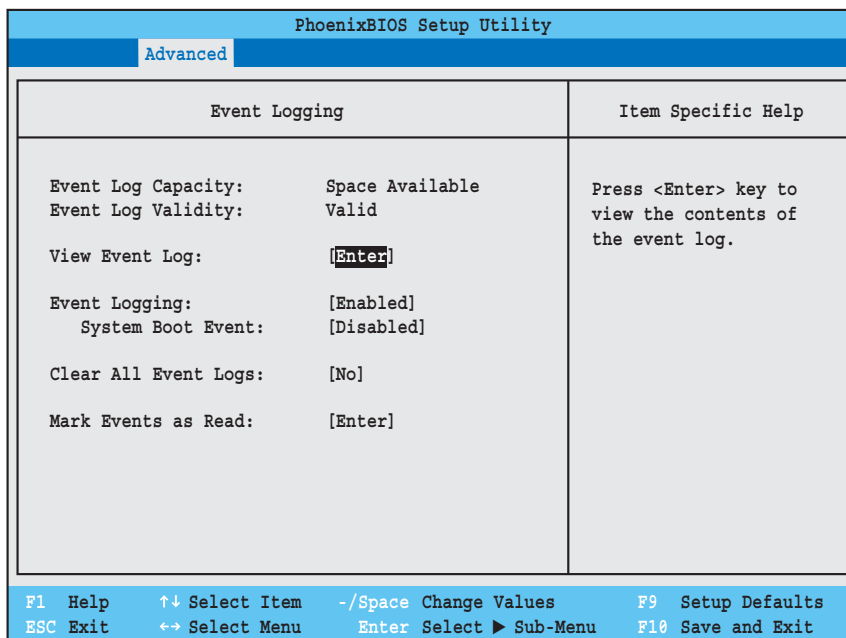 PhoenixBIOS Setup Utility
Advanced
Event Logging
Item Specific Help
Event Log Capacity: Space Available
Event Log Validity: Valid
View Event Log: [Enter]
Event Logging: [Enabled]
System Boot Event: [Disabled]
Clear All Event Logs: [No]
Mark Events as Read: [Enter]
Press <Enter> key to
view the contents of
the event log.
F1 Help ↑↓ Select Item -/Space Change Values F9 Setup Defaults
ESC Exit ←→ Select Menu Enter Select ▶ Sub-Menu F10 Save and Exit